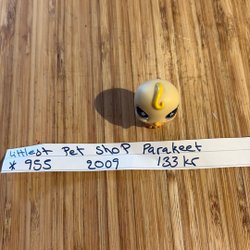 Littlest Pet Shop Parakeet
* 955 2009 133 kr